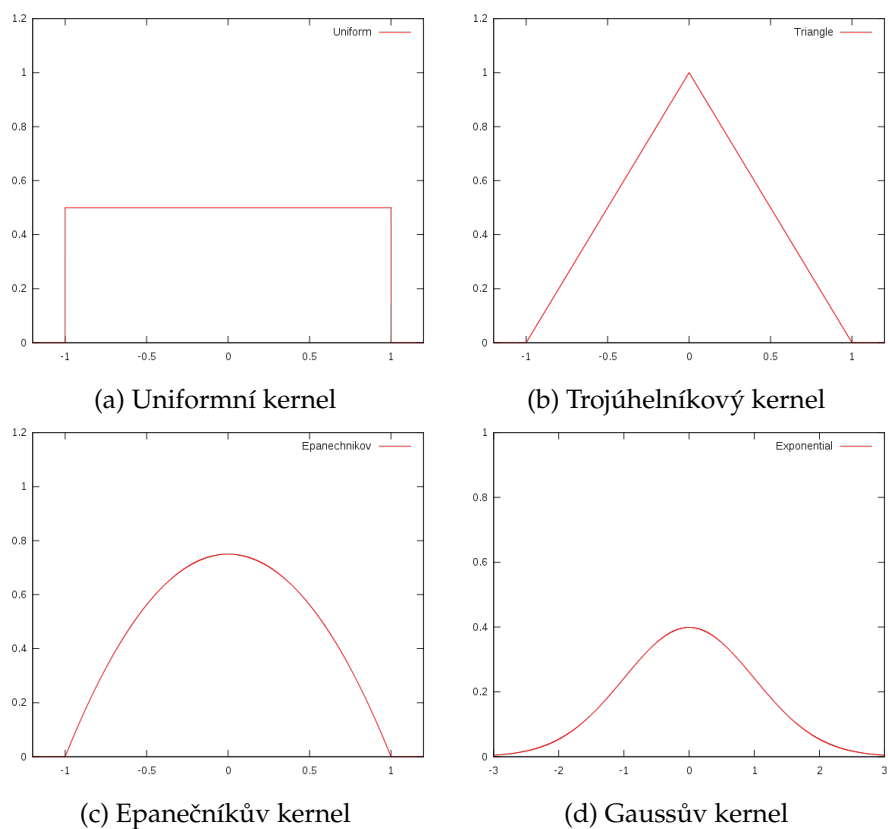 Uniform
1.2
1
0.8
0.6
0.4
0.2
0
-1 -0.5 0 0.5 1
(a) Uniformní kernel
Triangle
1.2
1
0.8
0.6
0.4
0.2
0
-1 -0.5 0 0.5 1
(b) Trojúhelníkový kernel
Epanechnikov
1.2
1
0.8
0.6
0.4
0.2
0
-1 -0.5 0 0.5 1
(c) Epanečníkův kernel
Exponential
1
0.8
0.6
0.4
0.2
0
-3 -2 -1 0 1 2 3
(d) Gaussův kernel